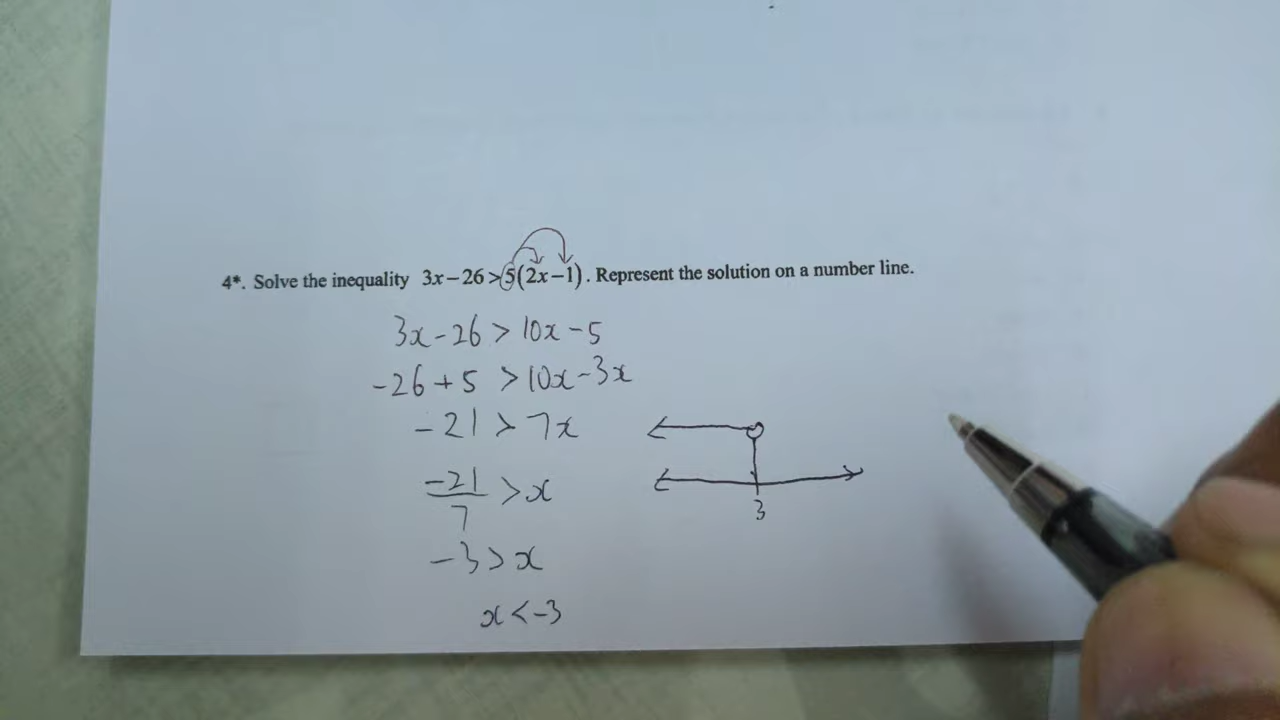 4*. Solve the inequality 3x−26>5(2x−1). Represent the solution on a number line.
3x-26 > 10x-5
-26+5 > 10x-3x
-21 > 7x
-21/7 > x
3
-3 > x
x < -3